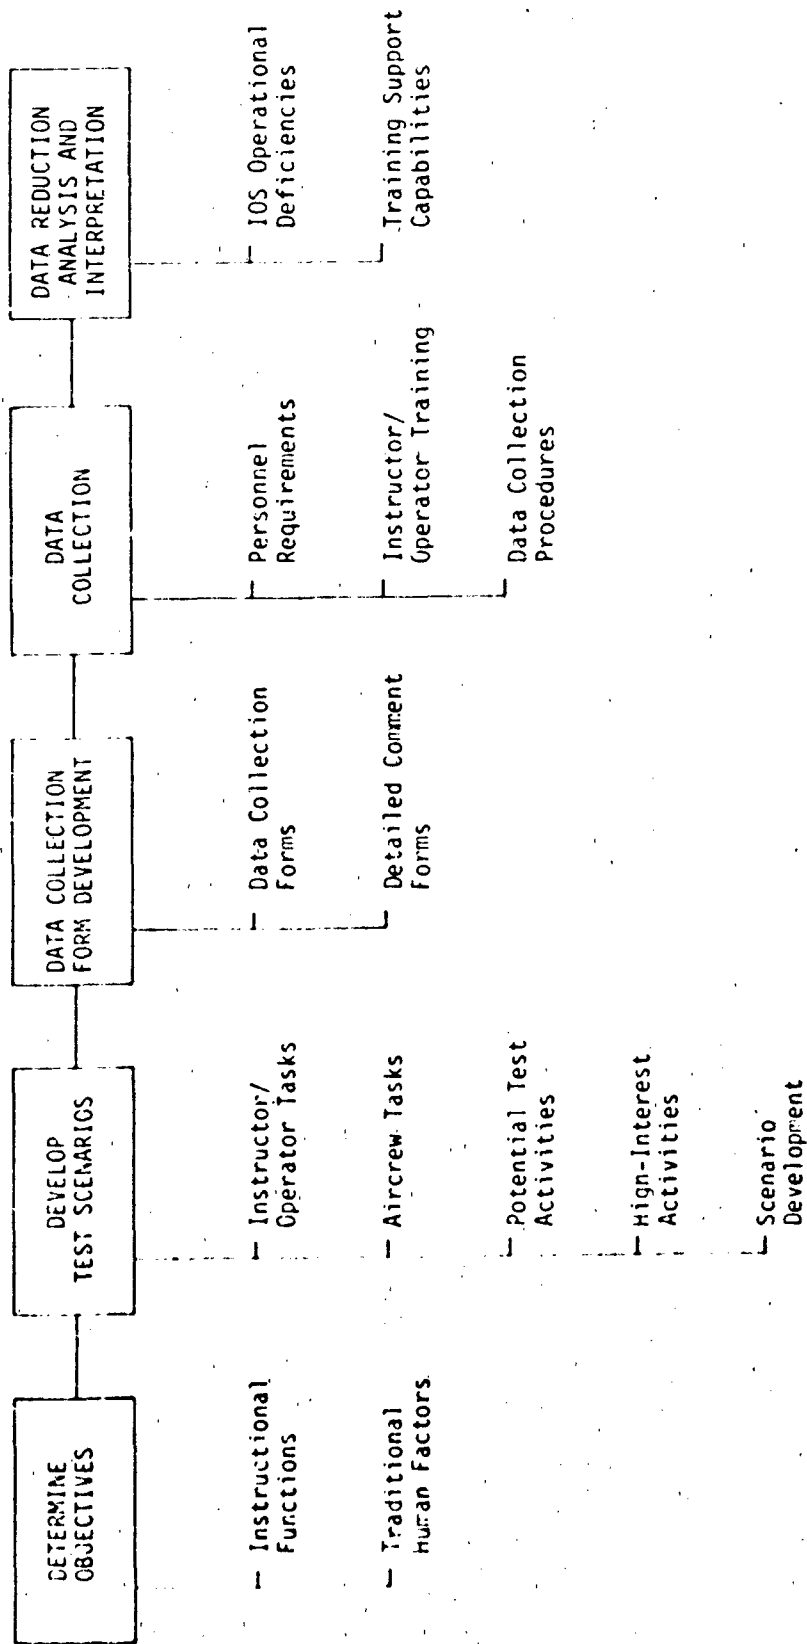 DETERMINE
OBJECTIVES
Instructional
Functions
Traditional
Human Factors
DEVELOP
TEST SCENARIOS
Instructor/
Operator Tasks
Aircrew Tasks
Potential Test
Activities
Hign-Interest
Activities
Scenario
Development
DATA COLLECTION
FORM DEVELOPMENT
Data Collection
Forms
Detailed Comment
Forms
DATA
COLLECTION
Personnel
Requirements
Instructor/
Operator Training
Data Collection
Procedures
DATA REDUCTION
ANALYSIS AND
INTERPRETATION
IOS Operational
Deficiencies
Training Support
Capabilities